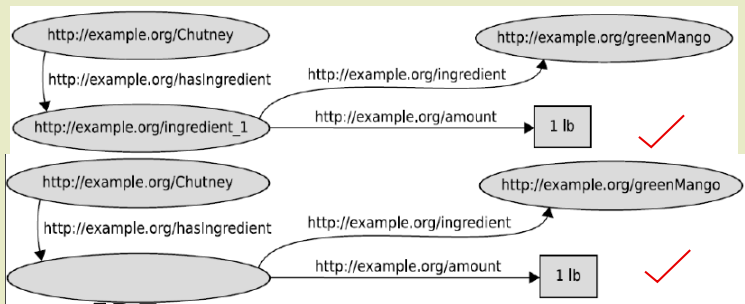 http://example.org/Chutney
http://example.org/greenMango
http://example.org/hasIngredient
http://example.org/ingredient
http://example.org/ingredient_1
http://example.org/amount
1 lb
http://example.org/Chutney
http://example.org/greenMango
http://example.org/hasIngredient
http://example.org/ingredient
http://example.org/amount
1 lb